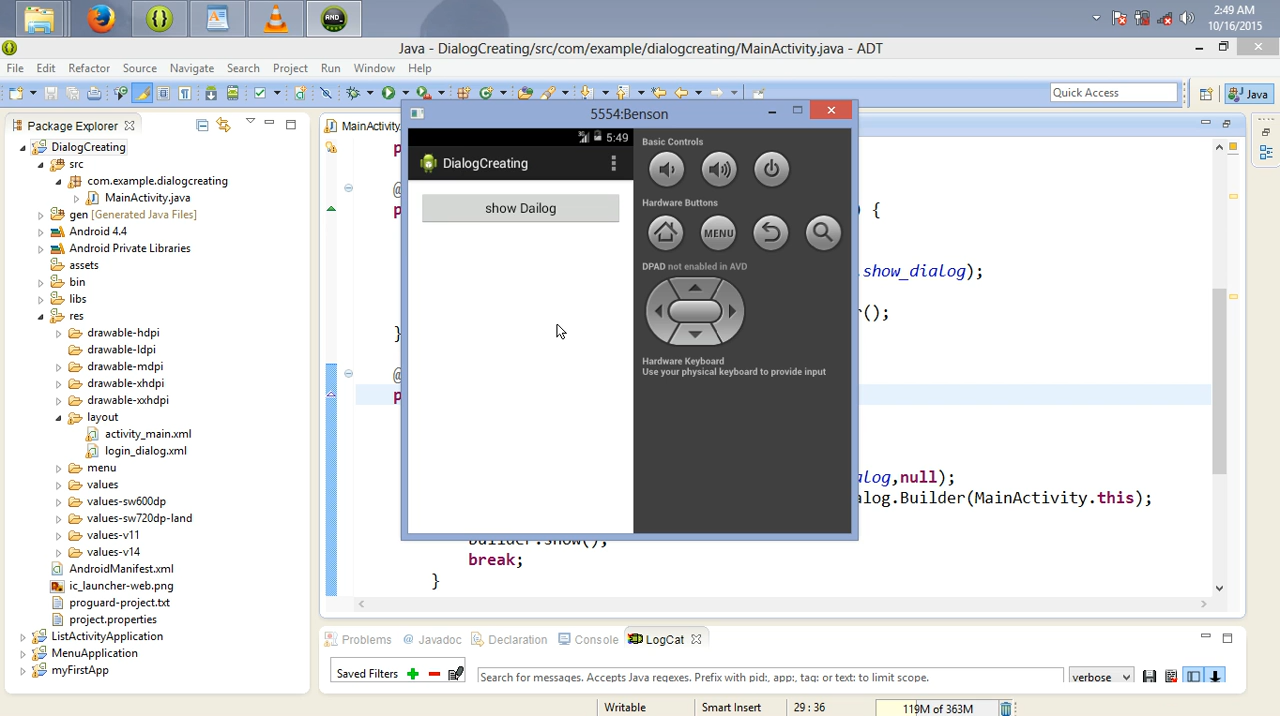 2:49 AM
10/16/2015
Java - DialogCreating/src/com/example/dialogcreating/MainActivity.java - ADT
File Edit Refactor Source Navigate Search Project Run Window Help
Quick Access
Java
Package Explorer
DialogCreating
src
com.example.dialogcreating
MainActivity.java
gen [Generated Java Files]
Android 4.4
Android Private Libraries
assets
bin
libs
res
drawable-hdpi
drawable-ldpi
drawable-mdpi
drawable-xhdpi
drawable-xxhdpi
layout
activity_main.xml
login_dialog.xml
menu
values
values-sw600dp
values-sw720dp-land
values-v11
values-v14
AndroidManifest.xml
ic_launcher-web.png
proguard-project.txt
project.properties
ListActivityApplication
MenuApplication
myFirstApp
MainActivity.
5554:Benson
3G 5:49
DialogCreating
show Dailog
Basic Controls
Hardware Buttons
MENU
DPAD not enabled in AVD
Hardware Keyboard
Use your physical keyboard to provide input
p
@
p ) {
.show_dialog);
r();
}
@
p
alog,null);
alog.Builder(MainActivity.this);
builder.show();
break;
}
Problems @ Javadoc Declaration Console LogCat
Saved Filters
Search for messages. Accepts Java regexes. Prefix with pid:, app:, tag: or text: to limit scope.
verbose
Writable Smart Insert 29 : 36 119M of 363M